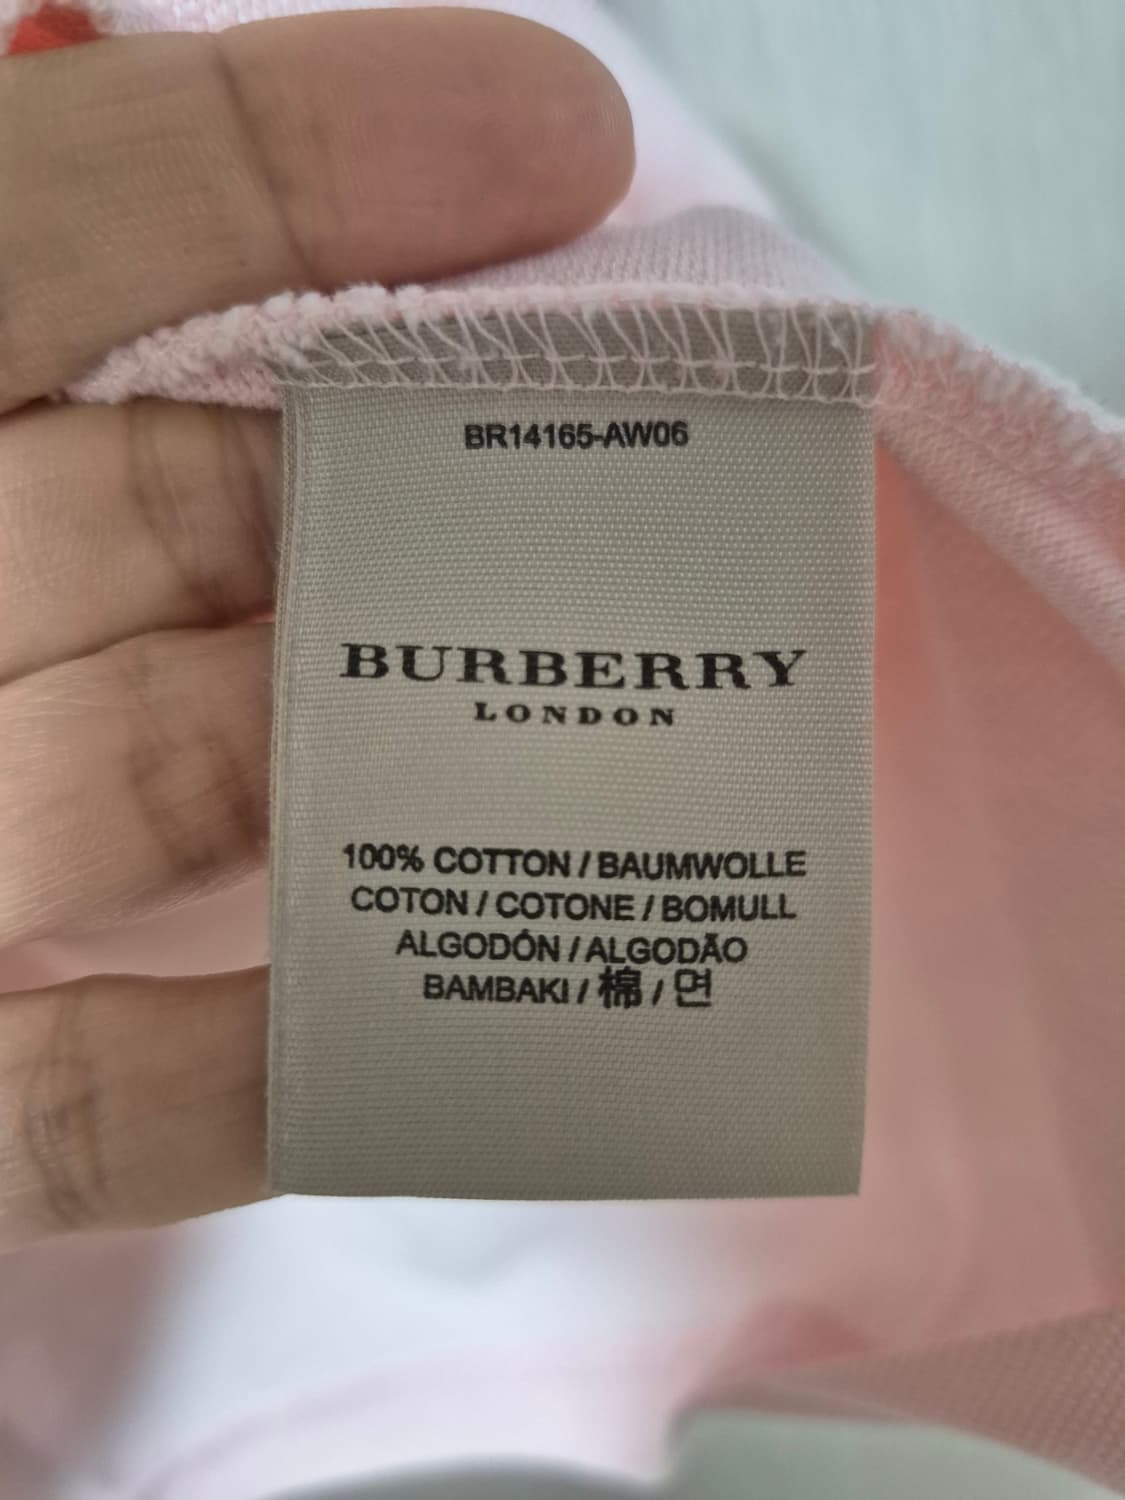 BR14165-AW06
BURBERRY
LONDON
100% COTTON / BAUMWOLLE
COTON / COTONE / BOMULL
ALGODÓN / ALGODÃO
BAMBAKI / 棉 / 면